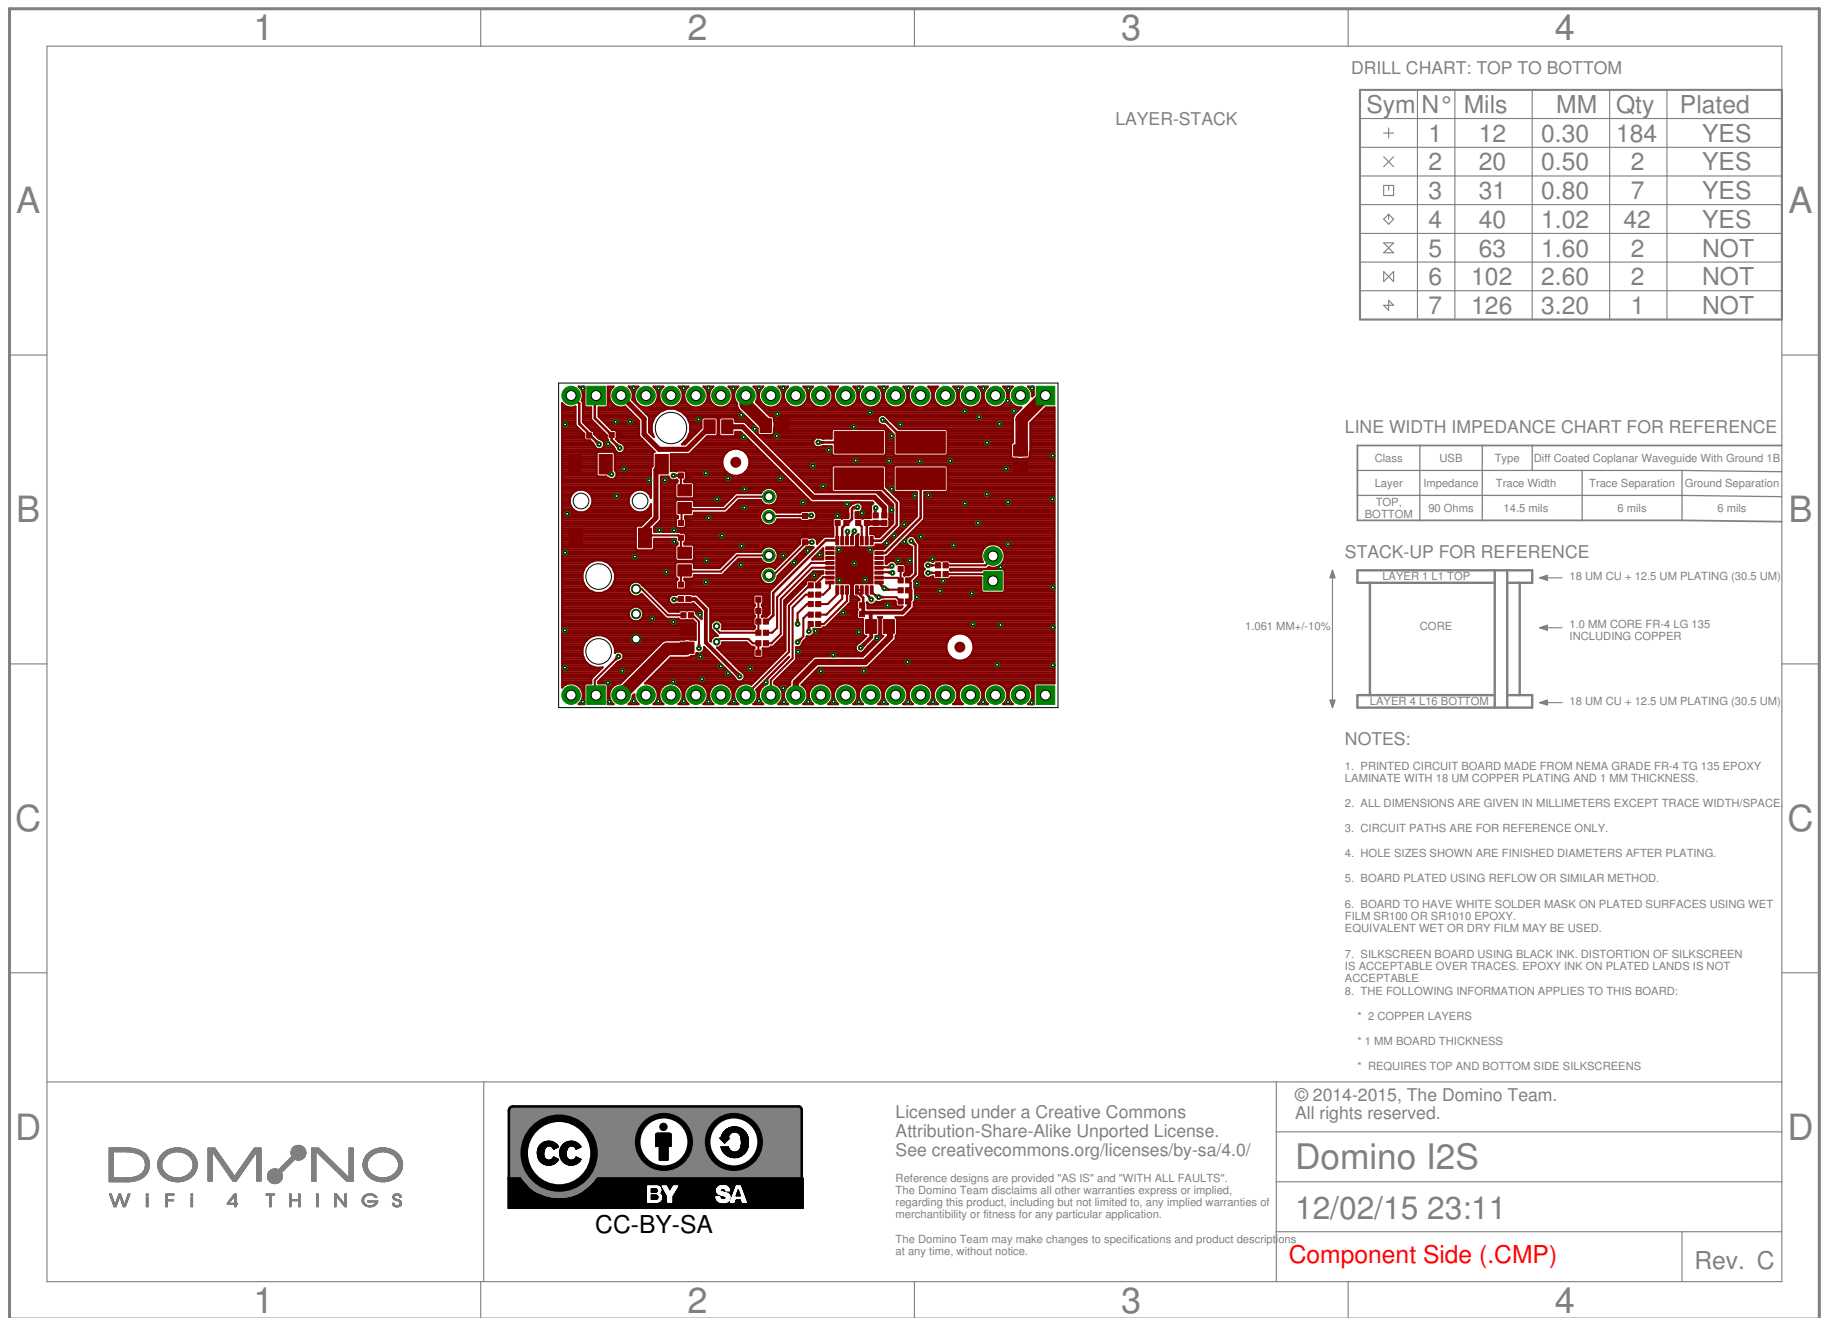 1 2 3 4
DRILL CHART: TOP TO BOTTOM
LAYER-STACK
Sym N° Mils MM Qty Plated
1 12 0.30 184 YES
2 20 0.50 2 YES
3 31 0.80 7 YES
4 40 1.02 42 YES
5 63 1.60 2 NOT
6 102 2.60 2 NOT
7 126 3.20 1 NOT
A A
LINE WIDTH IMPEDANCE CHART FOR REFERENCE
Class USB Type Diff Coated Coplanar Waveguide With Ground 1B
Layer Impedance Trace Width Trace Separation Ground Separation
TOP,
BOTTOM 90 Ohms 14.5 mils 6 mils 6 mils
B B
STACK-UP FOR REFERENCE
LAYER 1 L1 TOP 18 UM CU + 12.5 UM PLATING (30.5 UM)
1.061 MM+/-10% CORE 1.0 MM CORE FR-4 LG 135
INCLUDING COPPER
LAYER 4 L16 BOTTOM 18 UM CU + 12.5 UM PLATING (30.5 UM)
NOTES:
1. PRINTED CIRCUIT BOARD MADE FROM NEMA GRADE FR-4 TG 135 EPOXY
LAMINATE WITH 18 UM COPPER PLATING AND 1 MM THICKNESS.
2. ALL DIMENSIONS ARE GIVEN IN MILLIMETERS EXCEPT TRACE WIDTH/SPACE
C C
3. CIRCUIT PATHS ARE FOR REFERENCE ONLY.
4. HOLE SIZES SHOWN ARE FINISHED DIAMETERS AFTER PLATING.
5. BOARD PLATED USING REFLOW OR SIMILAR METHOD.
6. BOARD TO HAVE WHITE SOLDER MASK ON PLATED SURFACES USING WET
FILM SR100 OR SR1010 EPOXY.
EQUIVALENT WET OR DRY FILM MAY BE USED.
7. SILKSCREEN BOARD USING BLACK INK. DISTORTION OF SILKSCREEN
IS ACCEPTABLE OVER TRACES. EPOXY INK ON PLATED LANDS IS NOT
ACCEPTABLE
8. THE FOLLOWING INFORMATION APPLIES TO THIS BOARD:
* 2 COPPER LAYERS
* 1 MM BOARD THICKNESS
* REQUIRES TOP AND BOTTOM SIDE SILKSCREENS
D D
DOMINO
WIFI 4 THINGS
CC
BY SA
CC-BY-SA
Licensed under a Creative Commons
Attribution-Share-Alike Unported License.
See creativecommons.org/licenses/by-sa/4.0/
Reference designs are provided "AS IS" and "WITH ALL FAULTS".
The Domino Team disclaims all other warranties express or implied,
regarding this product, including but not limited to, any implied warranties of
merchantibility or fitness for any particular application.
The Domino Team may make changes to specifications and product descriptions
at any time, without notice.
© 2014-2015, The Domino Team.
All rights reserved.
Domino I2S
12/02/15 23:11
Component Side (.CMP)
Rev. C
1 2 3 4